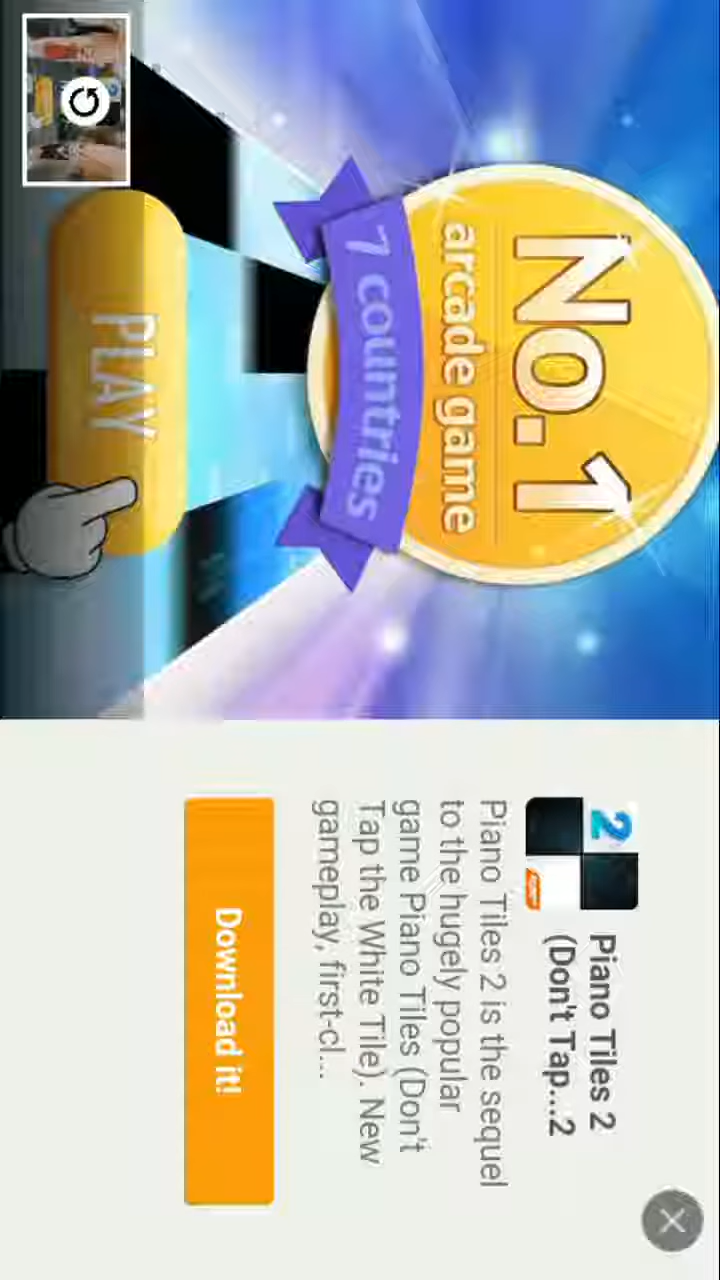 NO. 1
arcade game
7 countries
PLAY
2
Piano Tiles 2
(Don't Tap...2
Piano Tiles 2 is the sequel
to the hugely popular
game Piano Tiles (Don't
Tap the White Tile). New
gameplay, first-cl...
Download it!